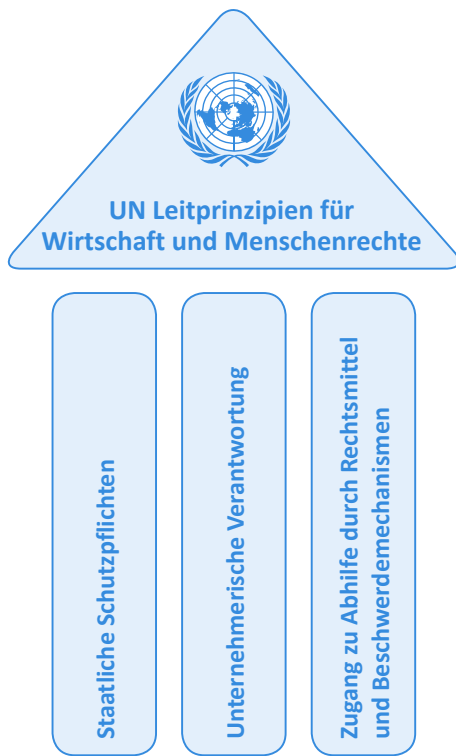 UN Leitprinzipien für
Wirtschaft und Menschenrechte
Staatliche Schutzpflichten
Unternehmerische Verantwortung
Zugang zu Abhilfe durch Rechtsmittel
und Beschwerdemechanismen